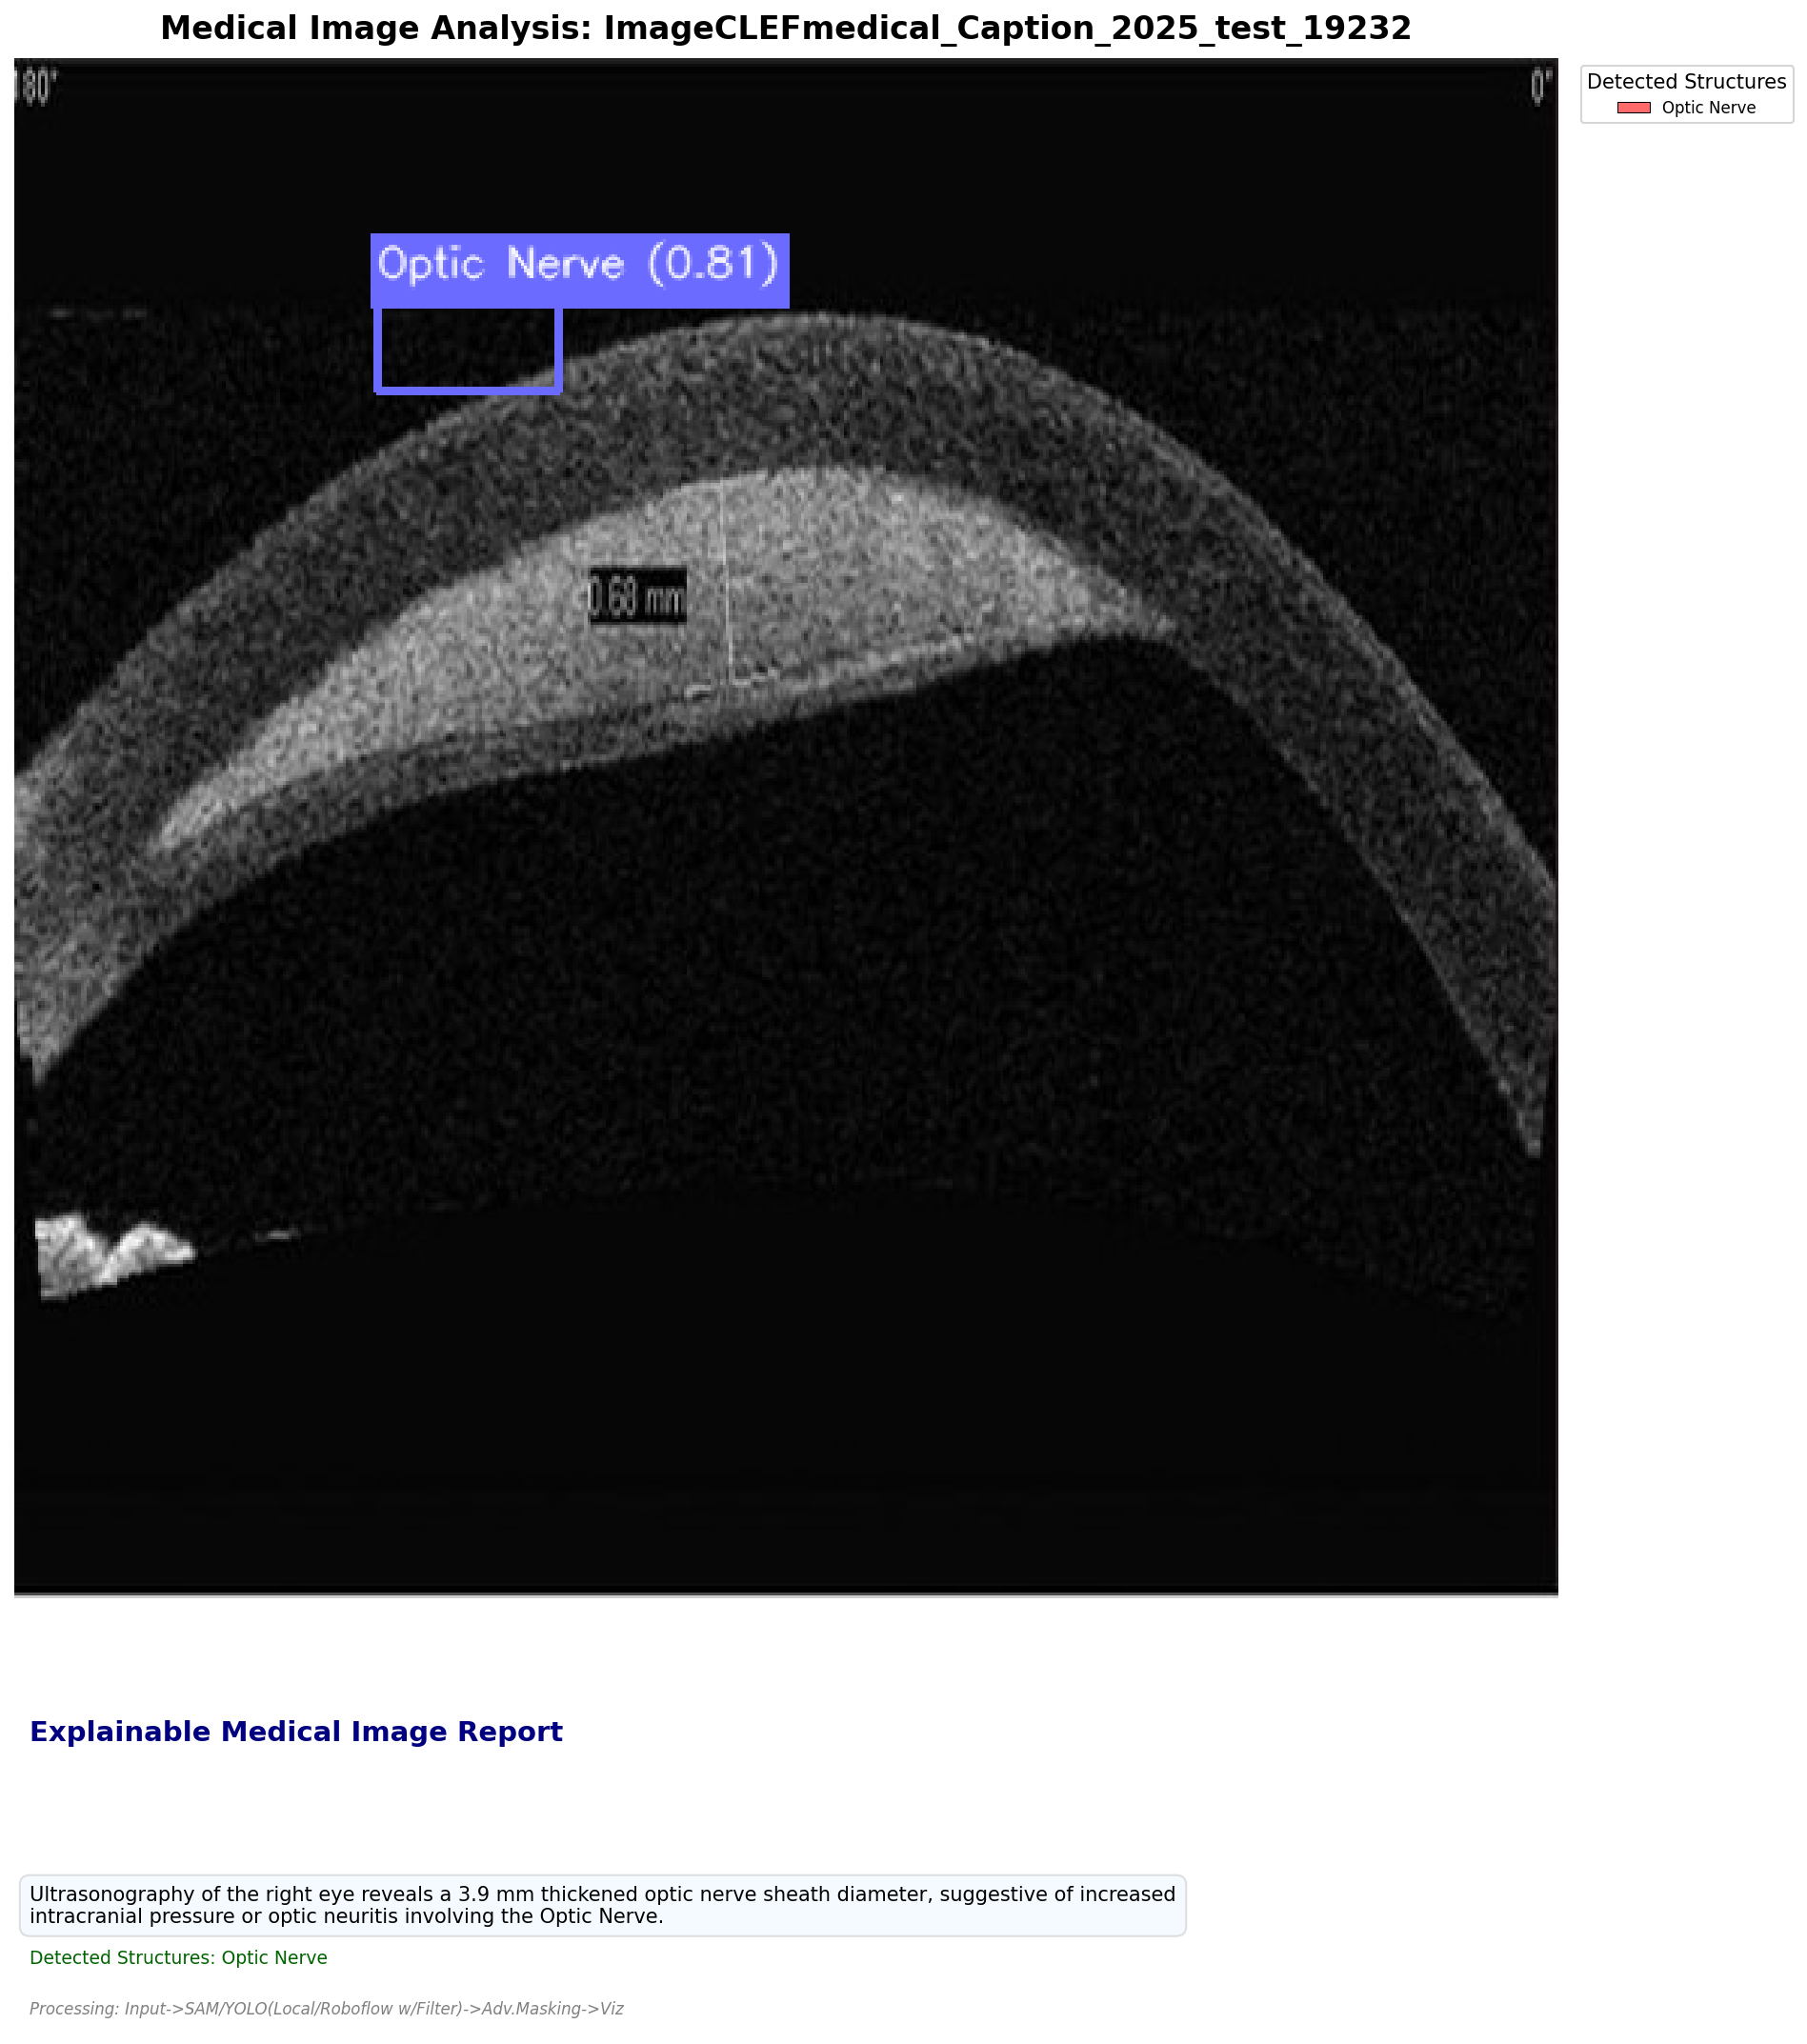 Medical Image Analysis: ImageCLEFmedical_Caption_2025_test_19232
180°
0°
Detected Structures
Optic Nerve
Optic Nerve (0.81)
0.68 mm
Explainable Medical Image Report
Ultrasonography of the right eye reveals a 3.9 mm thickened optic nerve sheath diameter, suggestive of increased
intracranial pressure or optic neuritis involving the Optic Nerve.
Detected Structures: Optic Nerve
Processing: Input->SAM/YOLO(Local/Roboflow w/Filter)->Adv.Masking->Viz